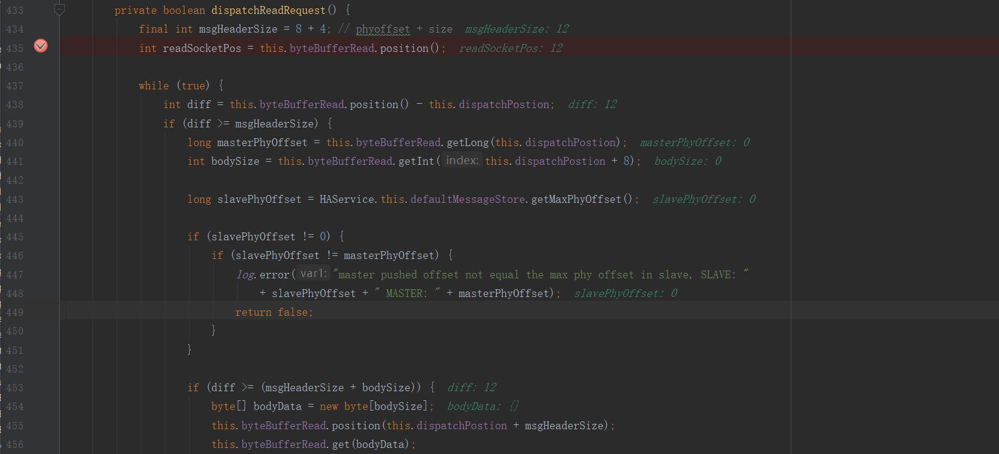 433 private boolean dispatchReadRequest() {
434 final int msgHeaderSize = 8 + 4; // phyoffset + size msgHeaderSize: 12
435 int readSocketPos = this.byteBufferRead.position(); readSocketPos: 12
436
437 while (true) {
438 int diff = this.byteBufferRead.position() - this.dispatchPostion; diff: 12
439 if (diff >= msgHeaderSize) {
440 long masterPhyOffset = this.byteBufferRead.getLong(this.dispatchPostion); masterPhyOffset: 0
441 int bodySize = this.byteBufferRead.getInt( index: this.dispatchPostion + 8); bodySize: 0
442
443 long slavePhyOffset = HAService.this.defaultMessageStore.getMaxPhyOffset(); slavePhyOffset: 0
444
445 if (slavePhyOffset != 0) {
446 if (slavePhyOffset != masterPhyOffset) {
447 log.error( var1: "master pushed offset not equal the max phy offset in slave, SLAVE: "
448 + slavePhyOffset + " MASTER: " + masterPhyOffset); slavePhyOffset: 0
449 return false;
450 }
451 }
452
453 if (diff >= (msgHeaderSize + bodySize)) { diff: 12
454 byte[] bodyData = new byte[bodySize]; bodyData: {}
455 this.byteBufferRead.position(this.dispatchPostion + msgHeaderSize);
456 this.byteBufferRead.get(bodyData);